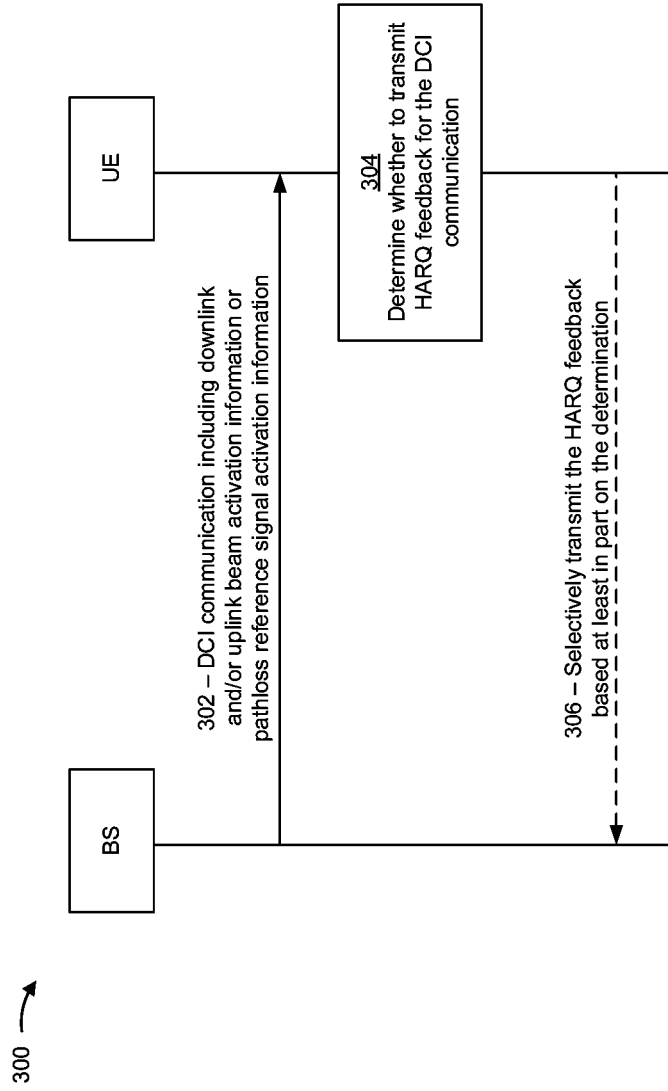 300
BS
UE
302 – DCI communication including downlink
and/or uplink beam activation information or
pathloss reference signal activation information
304
Determine whether to transmit
HARQ feedback for the DCI
communication
306 – Selectively transmit the HARQ feedback
based at least in part on the determination